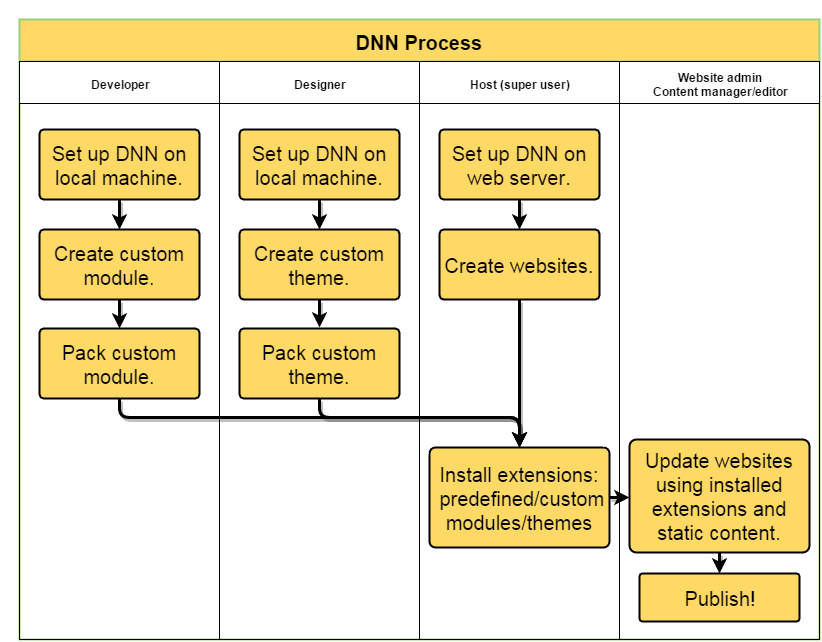 DNN Process
Developer
Designer
Host (super user)
Website admin
Content manager/editor
Set up DNN on
local machine.
Set up DNN on
local machine.
Set up DNN on
web server.
Create custom
module.
Create custom
theme.
Create websites.
Pack custom
module.
Pack custom
theme.
Install extensions:
predefined/custom
modules/themes
Update websites
using installed
extensions and
static content.
Publish!